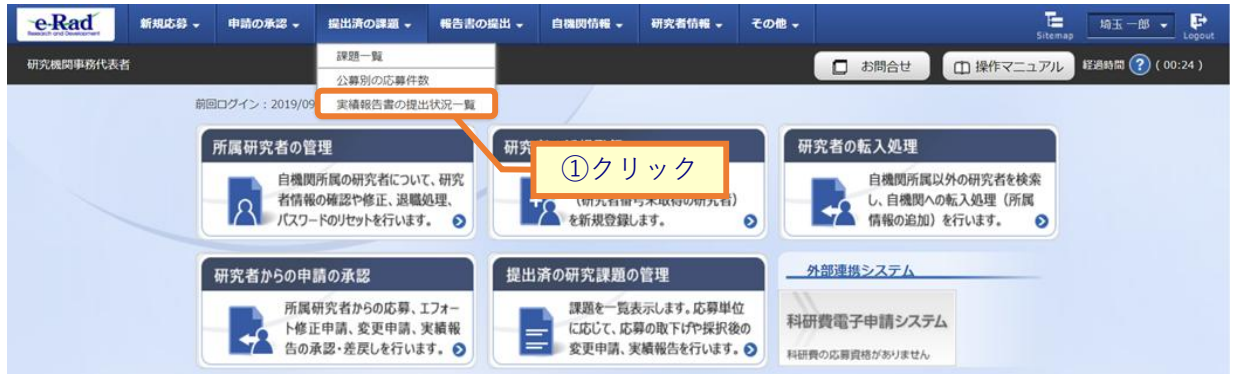 e-Rad
Research and Development
新規応募
申請の承認
提出済の課題
報告書の提出
自機関情報
研究者情報
その他
Sitemap
埼玉 一郎
Logout
研究機関事務代表者
課題一覧
公募別の応募件数
実績報告書の提出状況一覧
お問合せ
操作マニュアル
経過時間 ? ( 00:24 )
前回ログイン：2019/09
①クリック
所属研究者の管理
自機関所属の研究者について、研究
者情報の確認や修正、退職処理、
パスワードのリセットを行います。
研究
（研究者番号未取得の研究者）
を新規登録します。
研究者の転入処理
自機関所属以外の研究者を検索
し、自機関への転入処理（所属
情報の追加）を行います。
研究者からの申請の承認
所属研究者からの応募、エフォー
ト修正申請、変更申請、実績報
告の承認・差戻しを行います。
提出済の研究課題の管理
課題を一覧表示します。応募単位
に応じて、応募の取下げや採択後の
変更申請、実績報告を行います。
外部連携システム
科研費電子申請システム
科研費の応募資格がありません